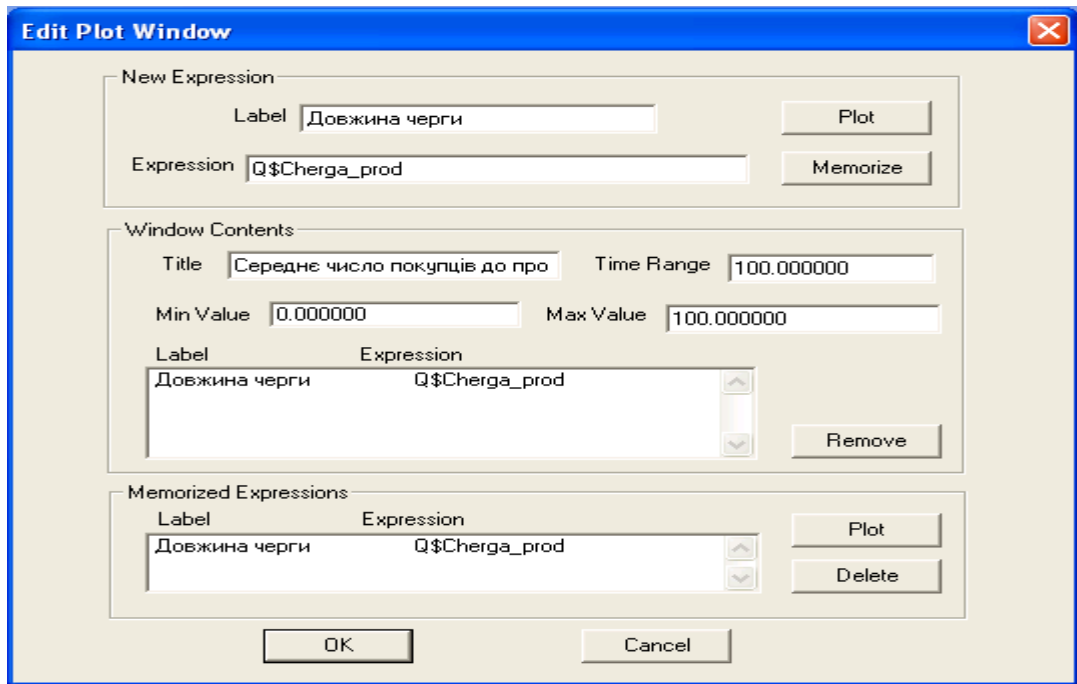 Edit Plot Window
New Expression
Label Довжина черги Plot
Expression Q$Cherga_prod Memorize
Window Contents
Title Середнє число покупців до про Time Range 100.000000
Min Value 0.000000 Max Value 100.000000
Label Expression
Довжина черги Q$Cherga_prod
Remove
Memorized Expressions
Label Expression
Plot
Довжина черги Q$Cherga_prod
Delete
OK Cancel